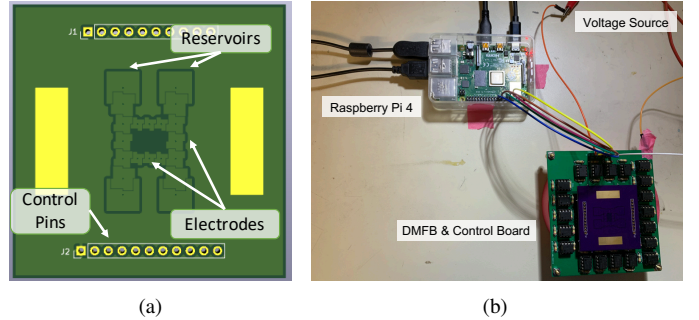 J1
Reservoirs
Control
Pins
Electrodes
J2
(a)
Voltage Source
Raspberry Pi 4
DMFB & Control Board
(b)